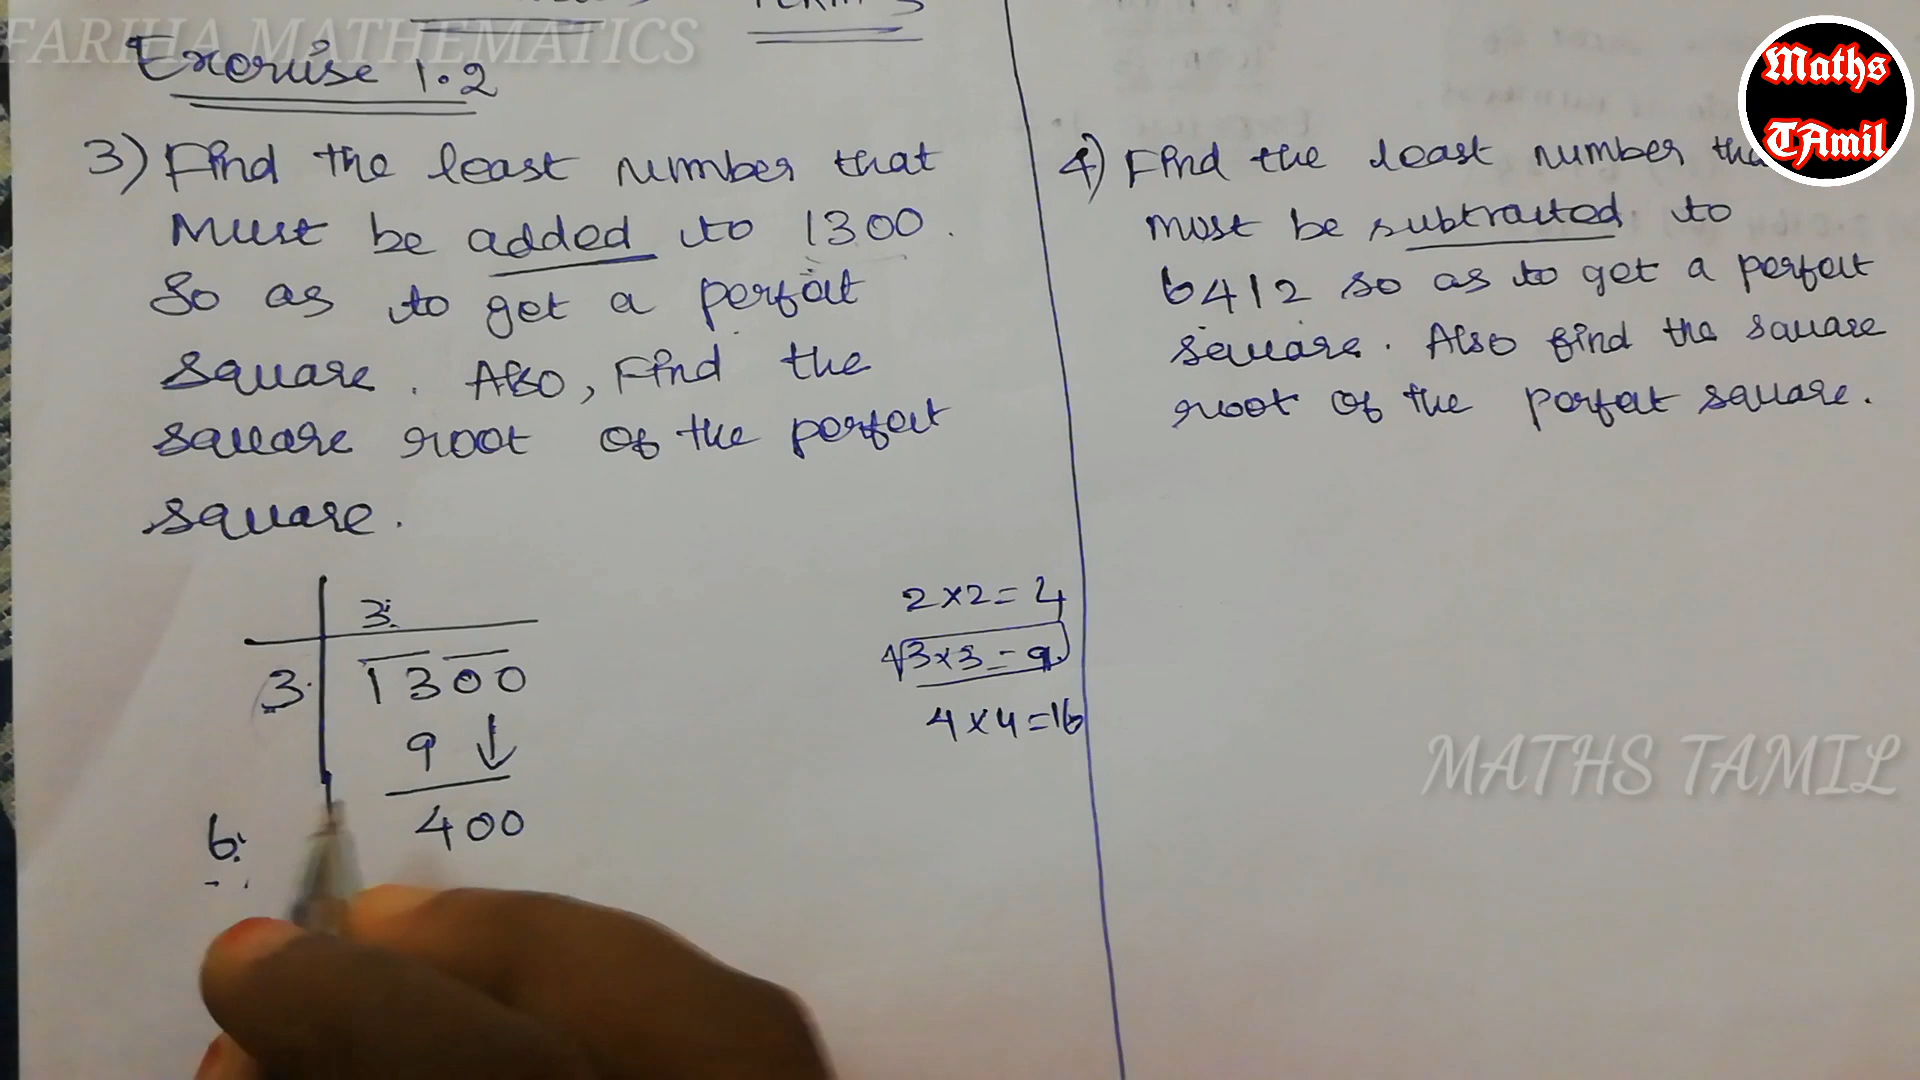 FARIHA MATHEMATICS
Maths
TAmil
Exercise 1.2
3) Find the least number that
Must be added to 1300.
So as to get a perfect
square. Also, Find the
square root of the perfect
square.
3
3 1300
9 ↓
400
6
2×2=4
3×3=9
4×4=16
4) Find the least number
must be subtracted to
6412 so as to get a perfect
square. Also find the square
root of the perfect square.
MATHS TAMIL